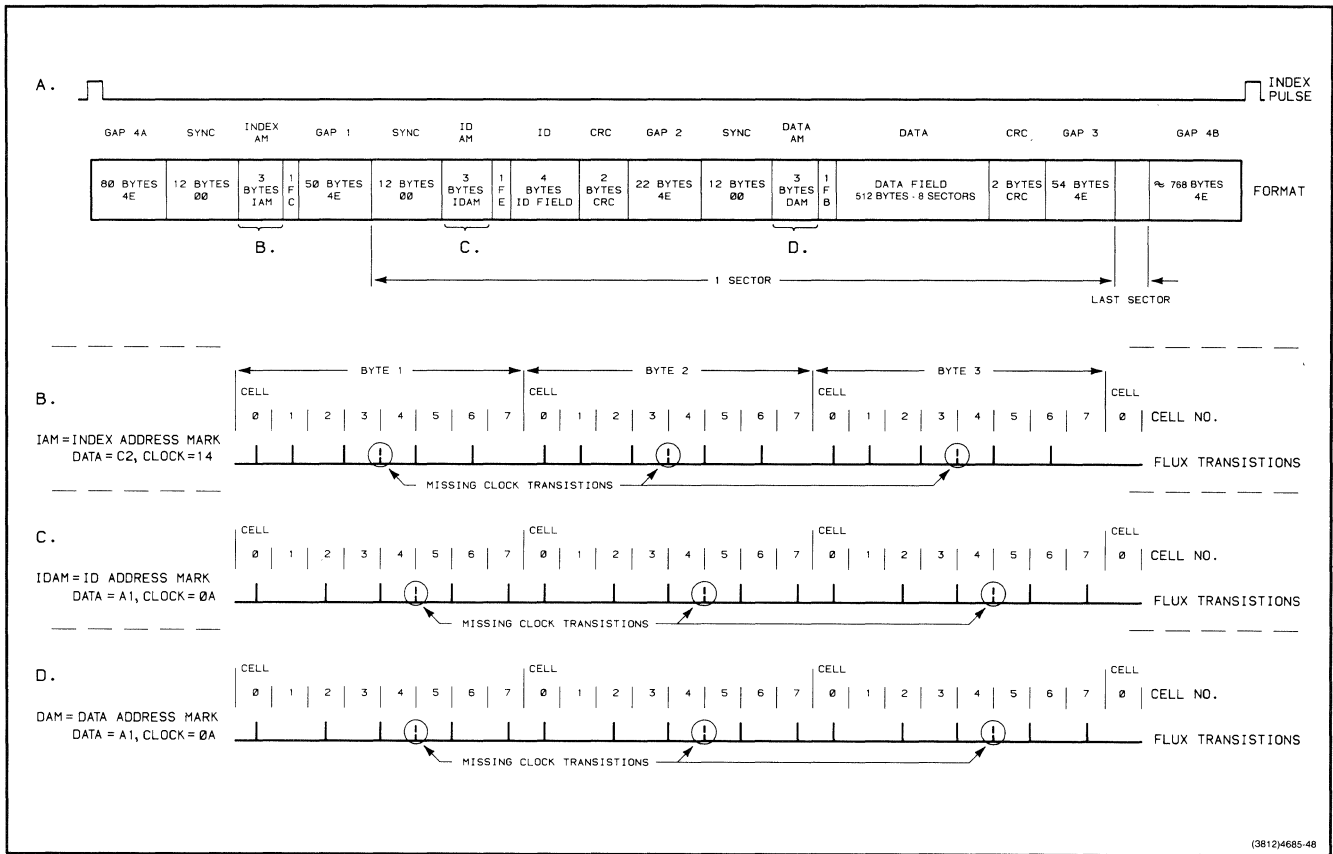 A.
INDEX
PULSE
GAP 4A SYNC INDEX AM GAP 1 SYNC ID AM ID CRC GAP 2 SYNC DATA AM DATA CRC GAP 3 GAP 4B
80 BYTES 4E
12 BYTES 00
3 BYTES IAM
1 F C
50 BYTES 4E
12 BYTES 00
3 BYTES IDAM
1 F E
4 BYTES ID FIELD
2 BYTES CRC
22 BYTES 4E
12 BYTES 00
3 BYTES DAM
1 F B
DATA FIELD 512 BYTES - 8 SECTORS
2 BYTES CRC
54 BYTES 4E
≈ 768 BYTES 4E
FORMAT
B. C. D.
1 SECTOR
LAST SECTOR
BYTE 1 BYTE 2 BYTE 3
B.
CELL CELL CELL CELL
0 1 2 3 4 5 6 7 0 1 2 3 4 5 6 7 0 1 2 3 4 5 6 7 0 CELL NO.
IAM = INDEX ADDRESS MARK
DATA = C2, CLOCK = 14
FLUX TRANSISTIONS
MISSING CLOCK TRANSISTIONS
C.
CELL CELL CELL CELL
0 1 2 3 4 5 6 7 0 1 2 3 4 5 6 7 0 1 2 3 4 5 6 7 0 CELL NO.
IDAM = ID ADDRESS MARK
DATA = A1, CLOCK = 0A
FLUX TRANSISTIONS
MISSING CLOCK TRANSISTIONS
D.
CELL CELL CELL CELL
0 1 2 3 4 5 6 7 0 1 2 3 4 5 6 7 0 1 2 3 4 5 6 7 0 CELL NO.
DAM = DATA ADDRESS MARK
DATA = A1, CLOCK = 0A
FLUX TRANSISTIONS
MISSING CLOCK TRANSISTIONS
(3812)4685-48